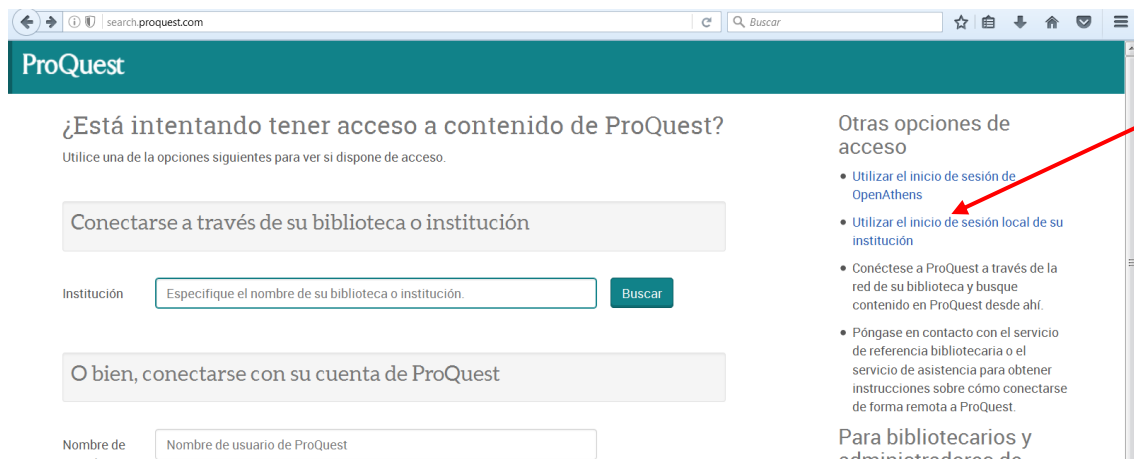 search.proquest.com
Buscar
ProQuest
¿Está intentando tener acceso a contenido de ProQuest?
Utilice una de la opciones siguientes para ver si dispone de acceso.
Conectarse a través de su biblioteca o institución
Institución
Especifique el nombre de su biblioteca o institución.
Buscar
O bien, conectarse con su cuenta de ProQuest
Nombre de
Nombre de usuario de ProQuest
Otras opciones de
acceso
Utilizar el inicio de sesión de
OpenAthens
Utilizar el inicio de sesión local de su
institución
Conéctese a ProQuest a través de la
red de su biblioteca y busque
contenido en ProQuest desde ahí.
Póngase en contacto con el servicio
de referencia bibliotecaria o el
servicio de asistencia para obtener
instrucciones sobre cómo conectarse
de forma remota a ProQuest.
Para bibliotecarios y